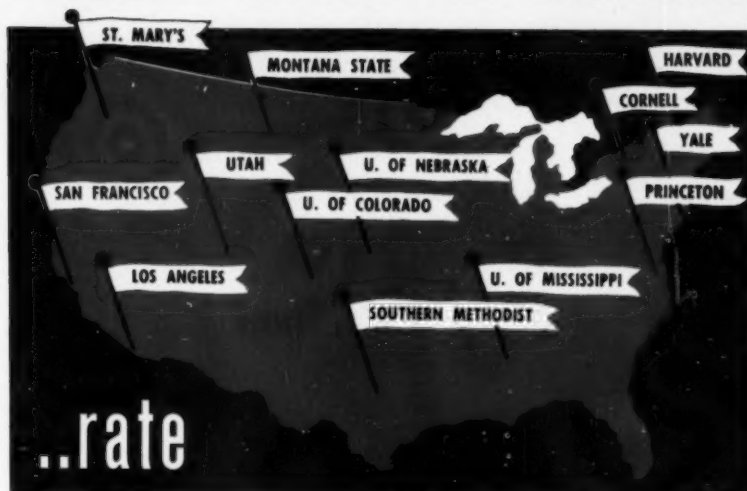 ST. MARY'S
MONTANA STATE
HARVARD
CORNELL
YALE
UTAH
U. OF NEBRASKA
PRINCETON
SAN FRANCISCO
U. OF COLORADO
LOS ANGELES
U. OF MISSISSIPPI
SOUTHERN METHODIST
..rate